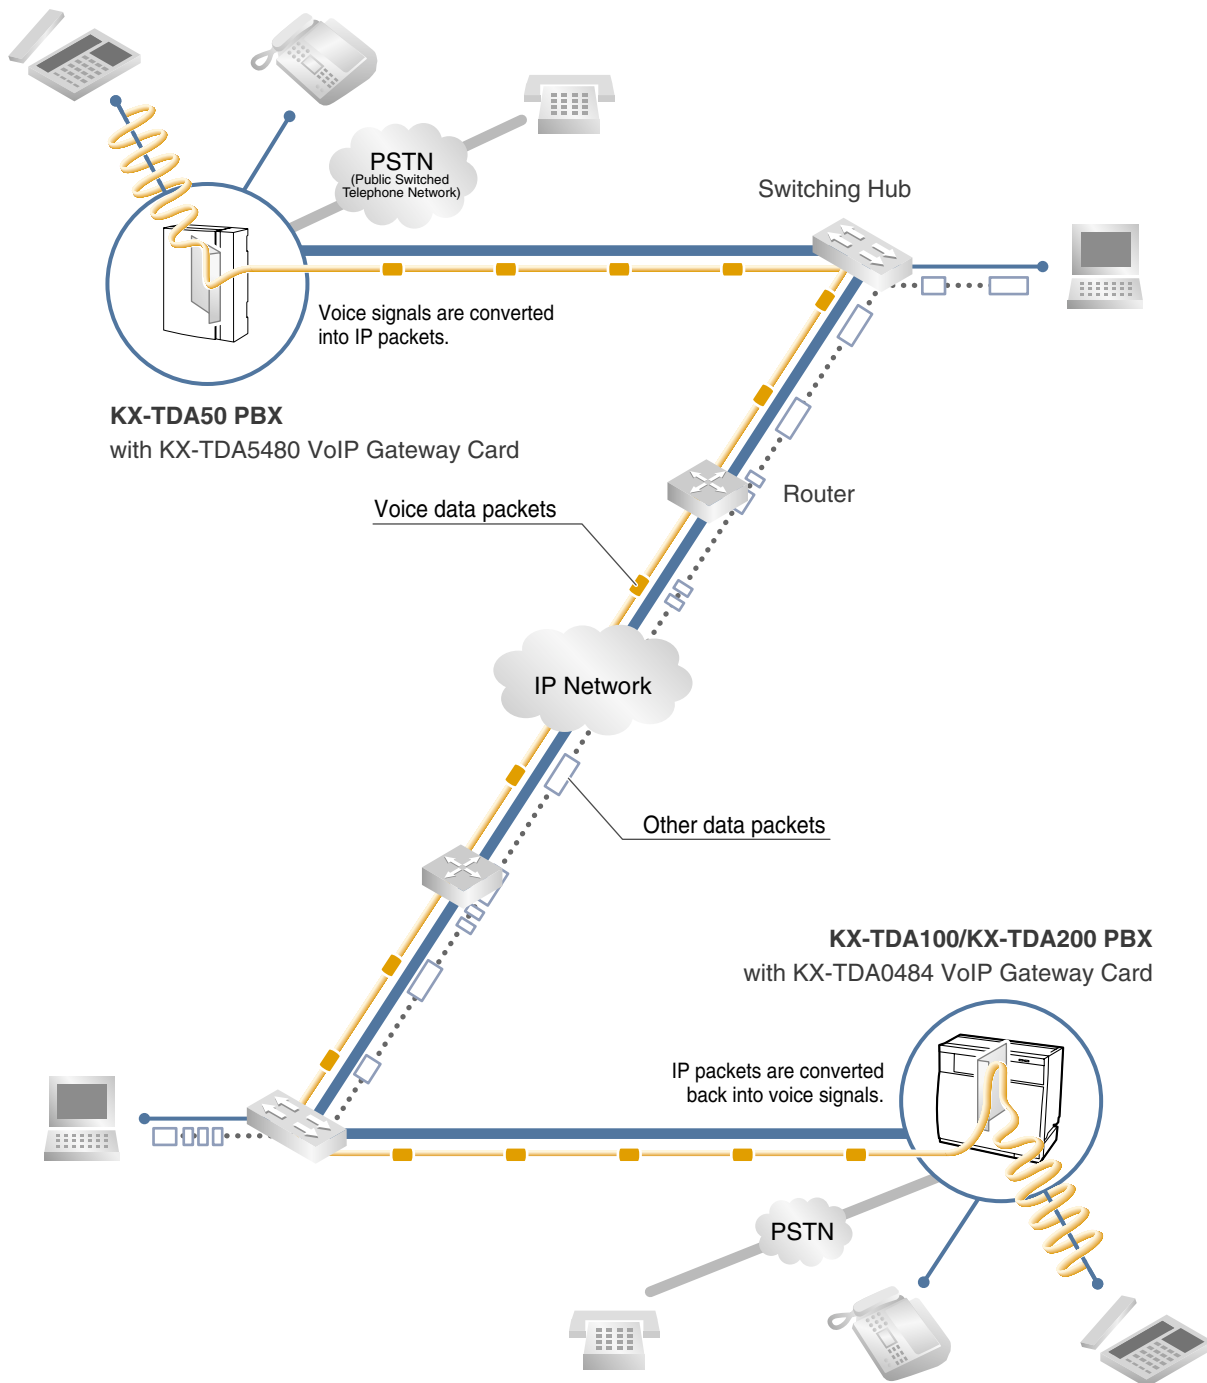 PSTN
(Public Switched
Telephone Network)
Switching Hub
Voice signals are converted
into IP packets.
KX-TDA50 PBX
with KX-TDA5480 VoIP Gateway Card
Router
Voice data packets
IP Network
Other data packets
KX-TDA100/KX-TDA200 PBX
with KX-TDA0484 VoIP Gateway Card
IP packets are converted
back into voice signals.
PSTN